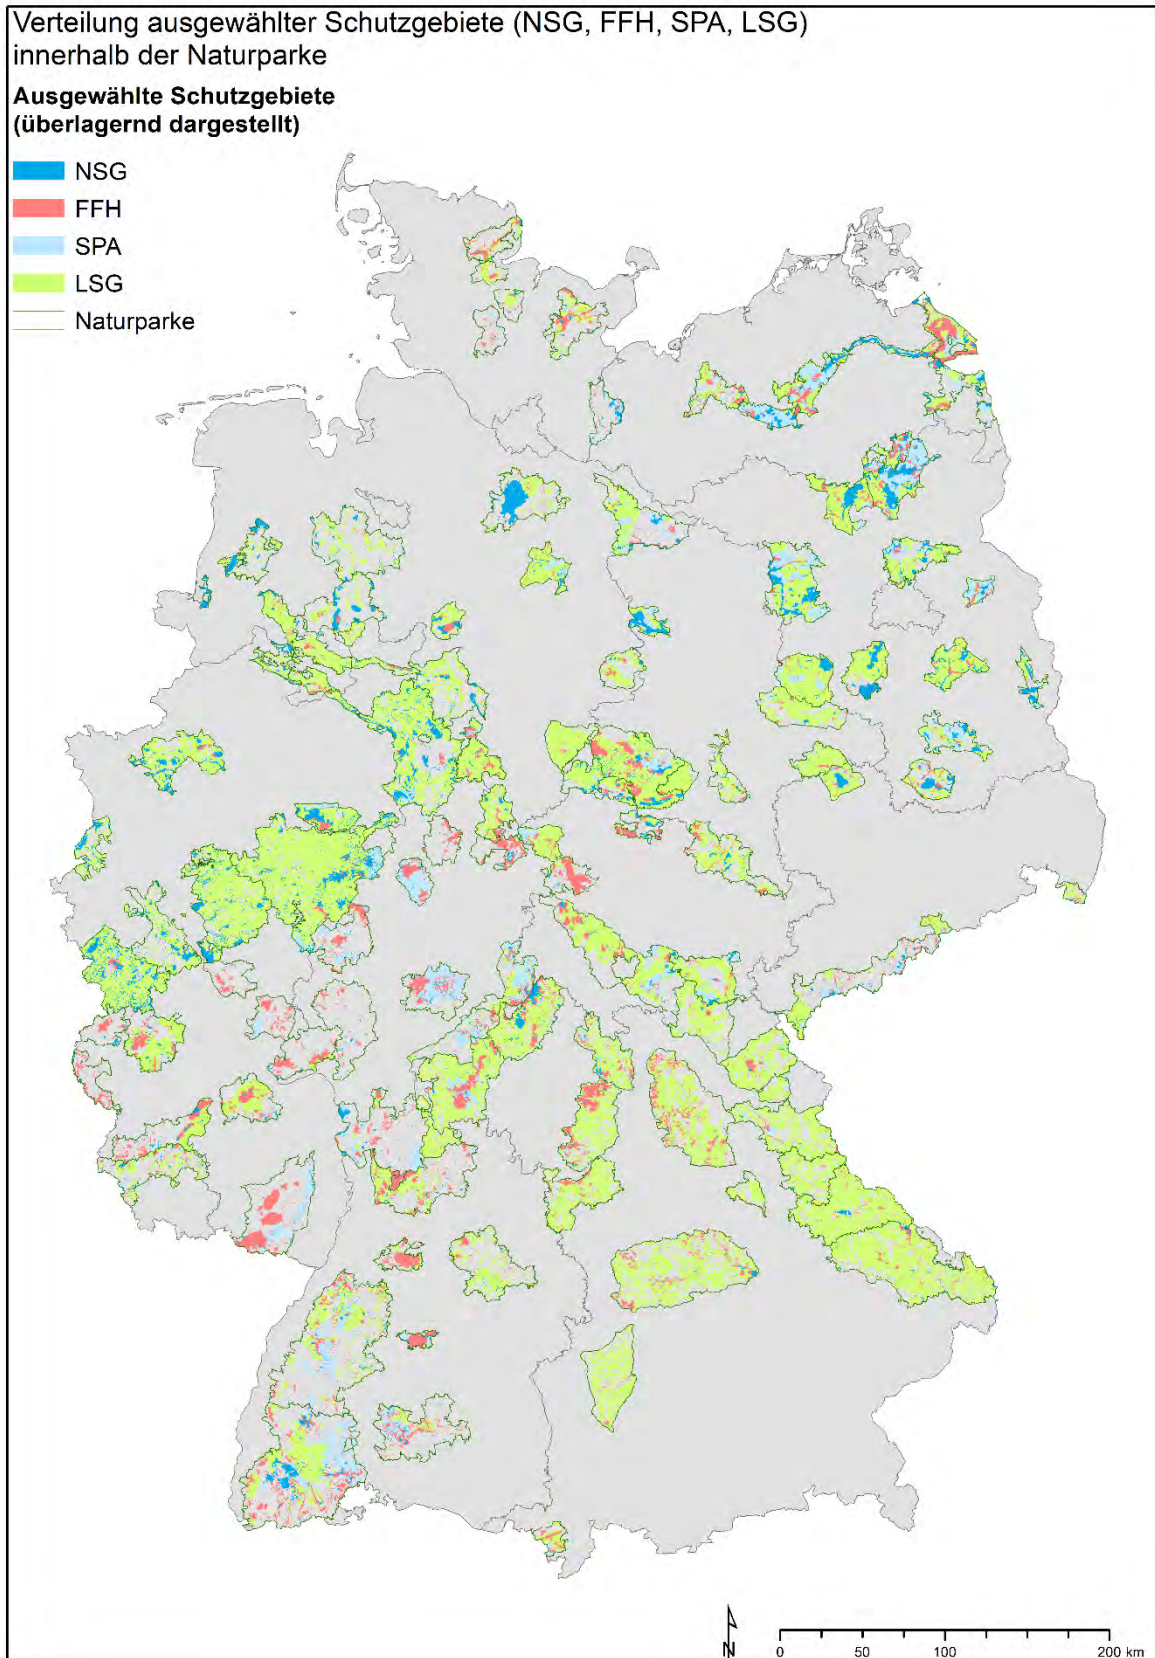 Verteilung ausgewählter Schutzgebiete (NSG, FFH, SPA, LSG)
innerhalb der Naturparke
Ausgewählte Schutzgebiete
(überlagernd dargestellt)
NSG
FFH
SPA
LSG
Naturparke
N
0 50 100 200 km